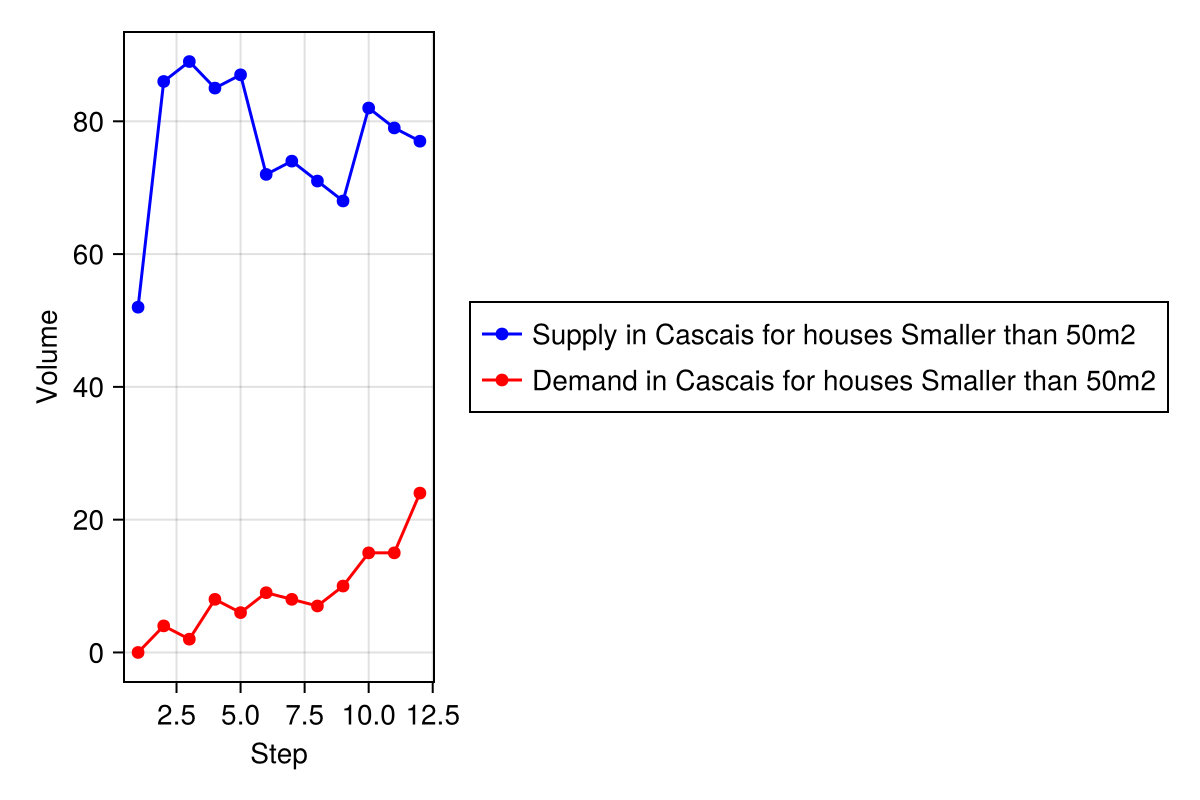 80
60
40
20
0
Volume
2.5 5.0 7.5 10.0 12.5
Step
Supply in Cascais for houses Smaller than 50m2
Demand in Cascais for houses Smaller than 50m2